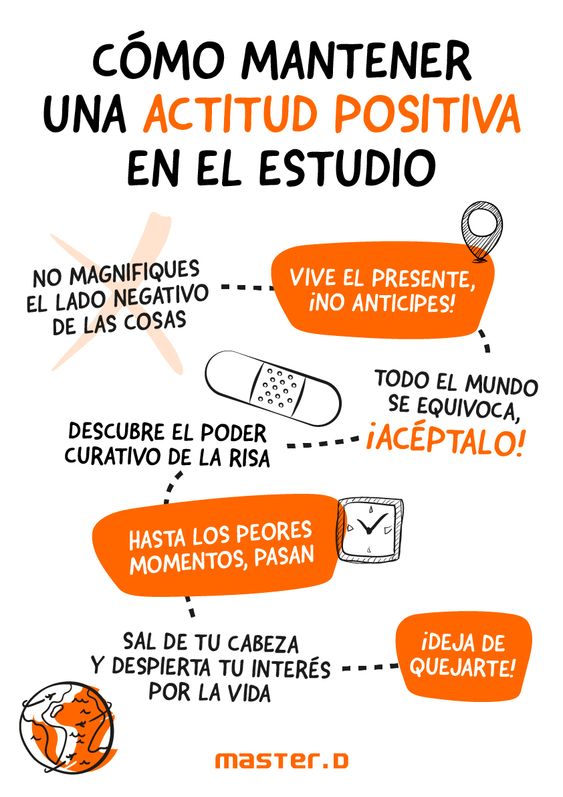 CÓMO MANTENER
UNA ACTITUD POSITIVA
EN EL ESTUDIO
NO MAGNIFIQUES
EL LADO NEGATIVO
DE LAS COSAS
VIVE EL PRESENTE,
¡NO ANTICIPES!
TODO EL MUNDO
SE EQUIVOCA,
¡ACÉPTALO!
DESCUBRE EL PODER
CURATIVO DE LA RISA
HASTA LOS PEORES
MOMENTOS, PASAN
SAL DE TU CABEZA
Y DESPIERTA TU INTERÉS
POR LA VIDA
¡DEJA DE
QUEJARTE!
master.D